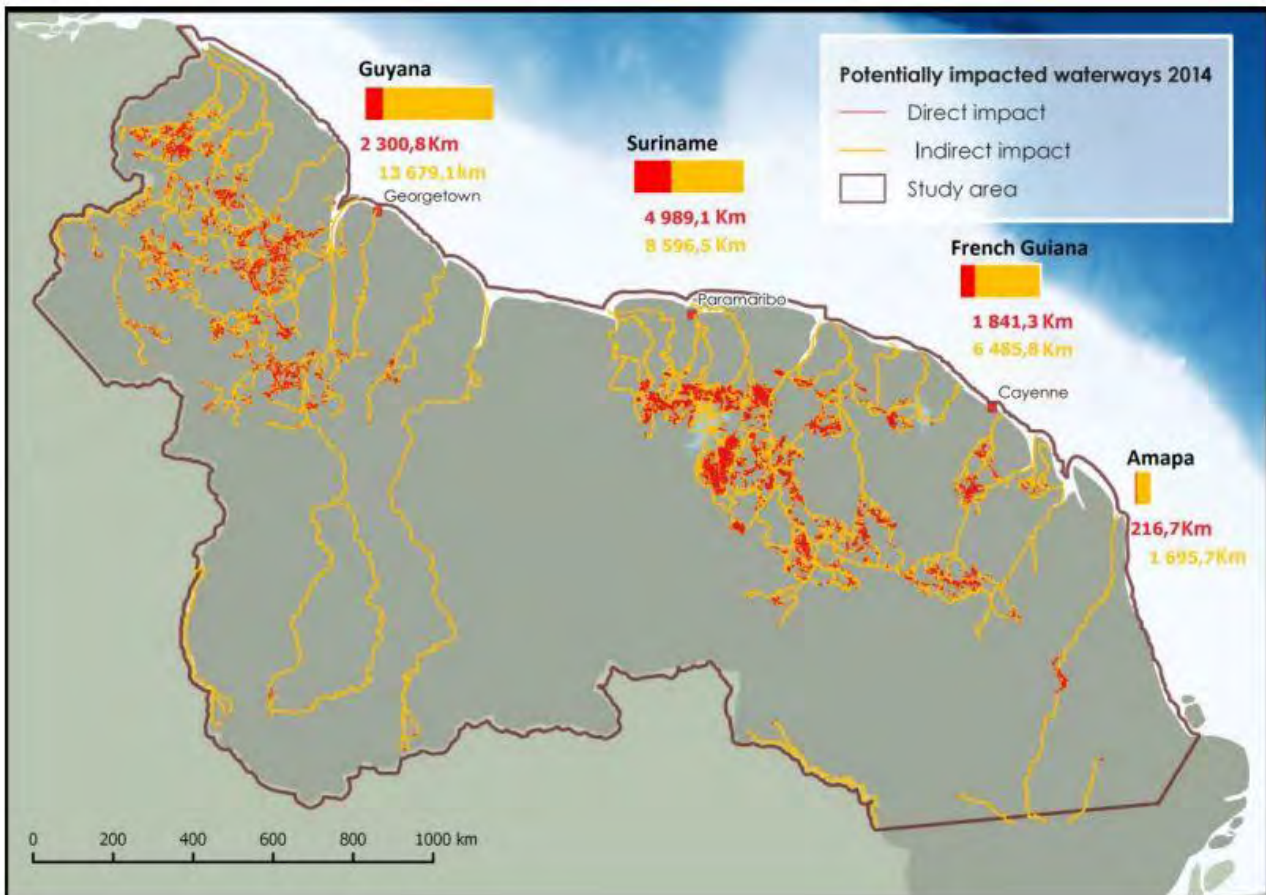 Guyana
2 300,8 Km
13 679,1 km
Georgetown
Suriname
4 989,1 Km
8 596,5 Km
Paramaribo
Potentially impacted waterways 2014
Direct impact
Indirect impact
Study area
French Guiana
1 841,3 Km
6 485,8 Km
Cayenne
Amapa
216,7Km
1 695,7Km
0 200 400 600 800 1000 km